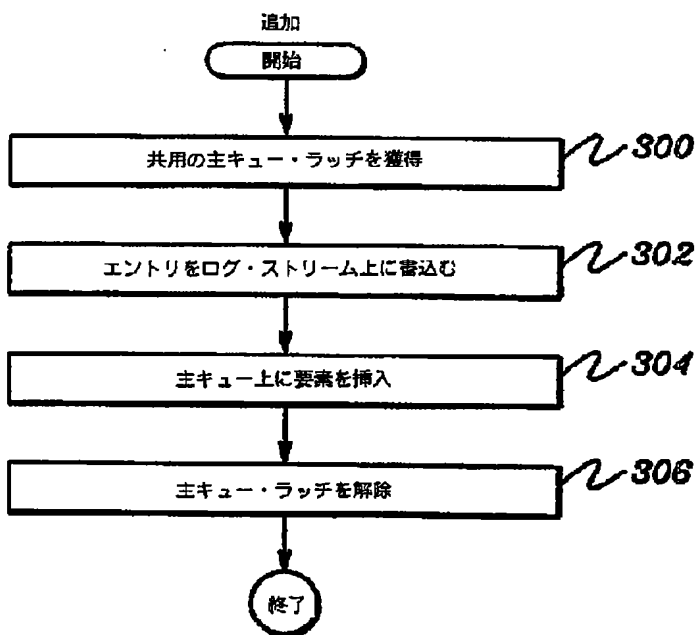 追加
開始
共用の主キュー・ラッチを獲得
300
エントリをログ・ストリーム上に書込む
302
主キュー上に要素を挿入
304
主キュー・ラッチを解除
306
終了